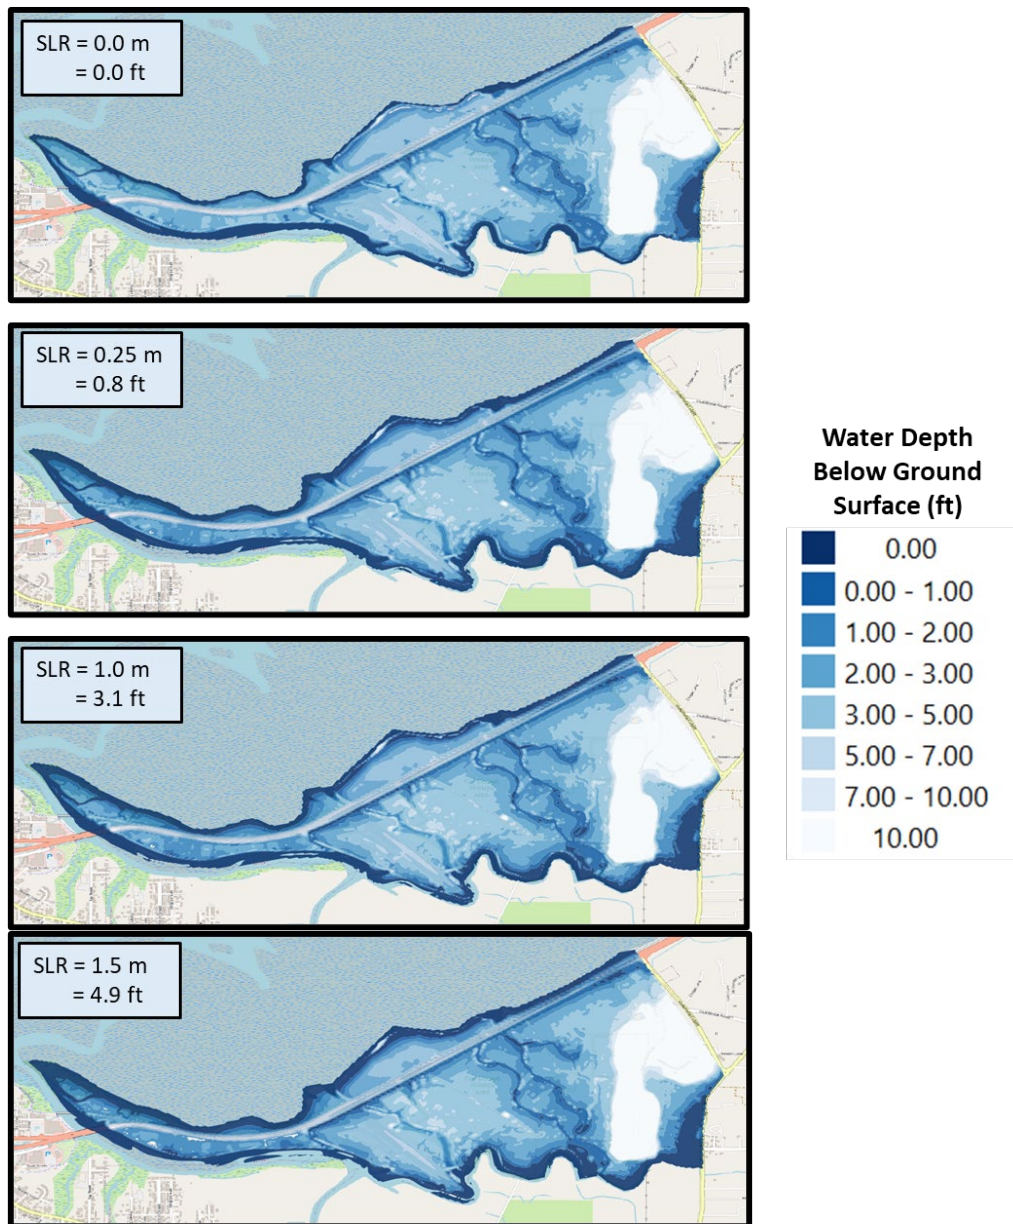 SLR = 0.0 m
= 0.0 ft
SLR = 0.25 m
= 0.8 ft
SLR = 1.0 m
= 3.1 ft
SLR = 1.5 m
= 4.9 ft
Water Depth
Below Ground
Surface (ft)
0.00
0.00 - 1.00
1.00 - 2.00
2.00 - 3.00
3.00 - 5.00
5.00 - 7.00
7.00 - 10.00
10.00